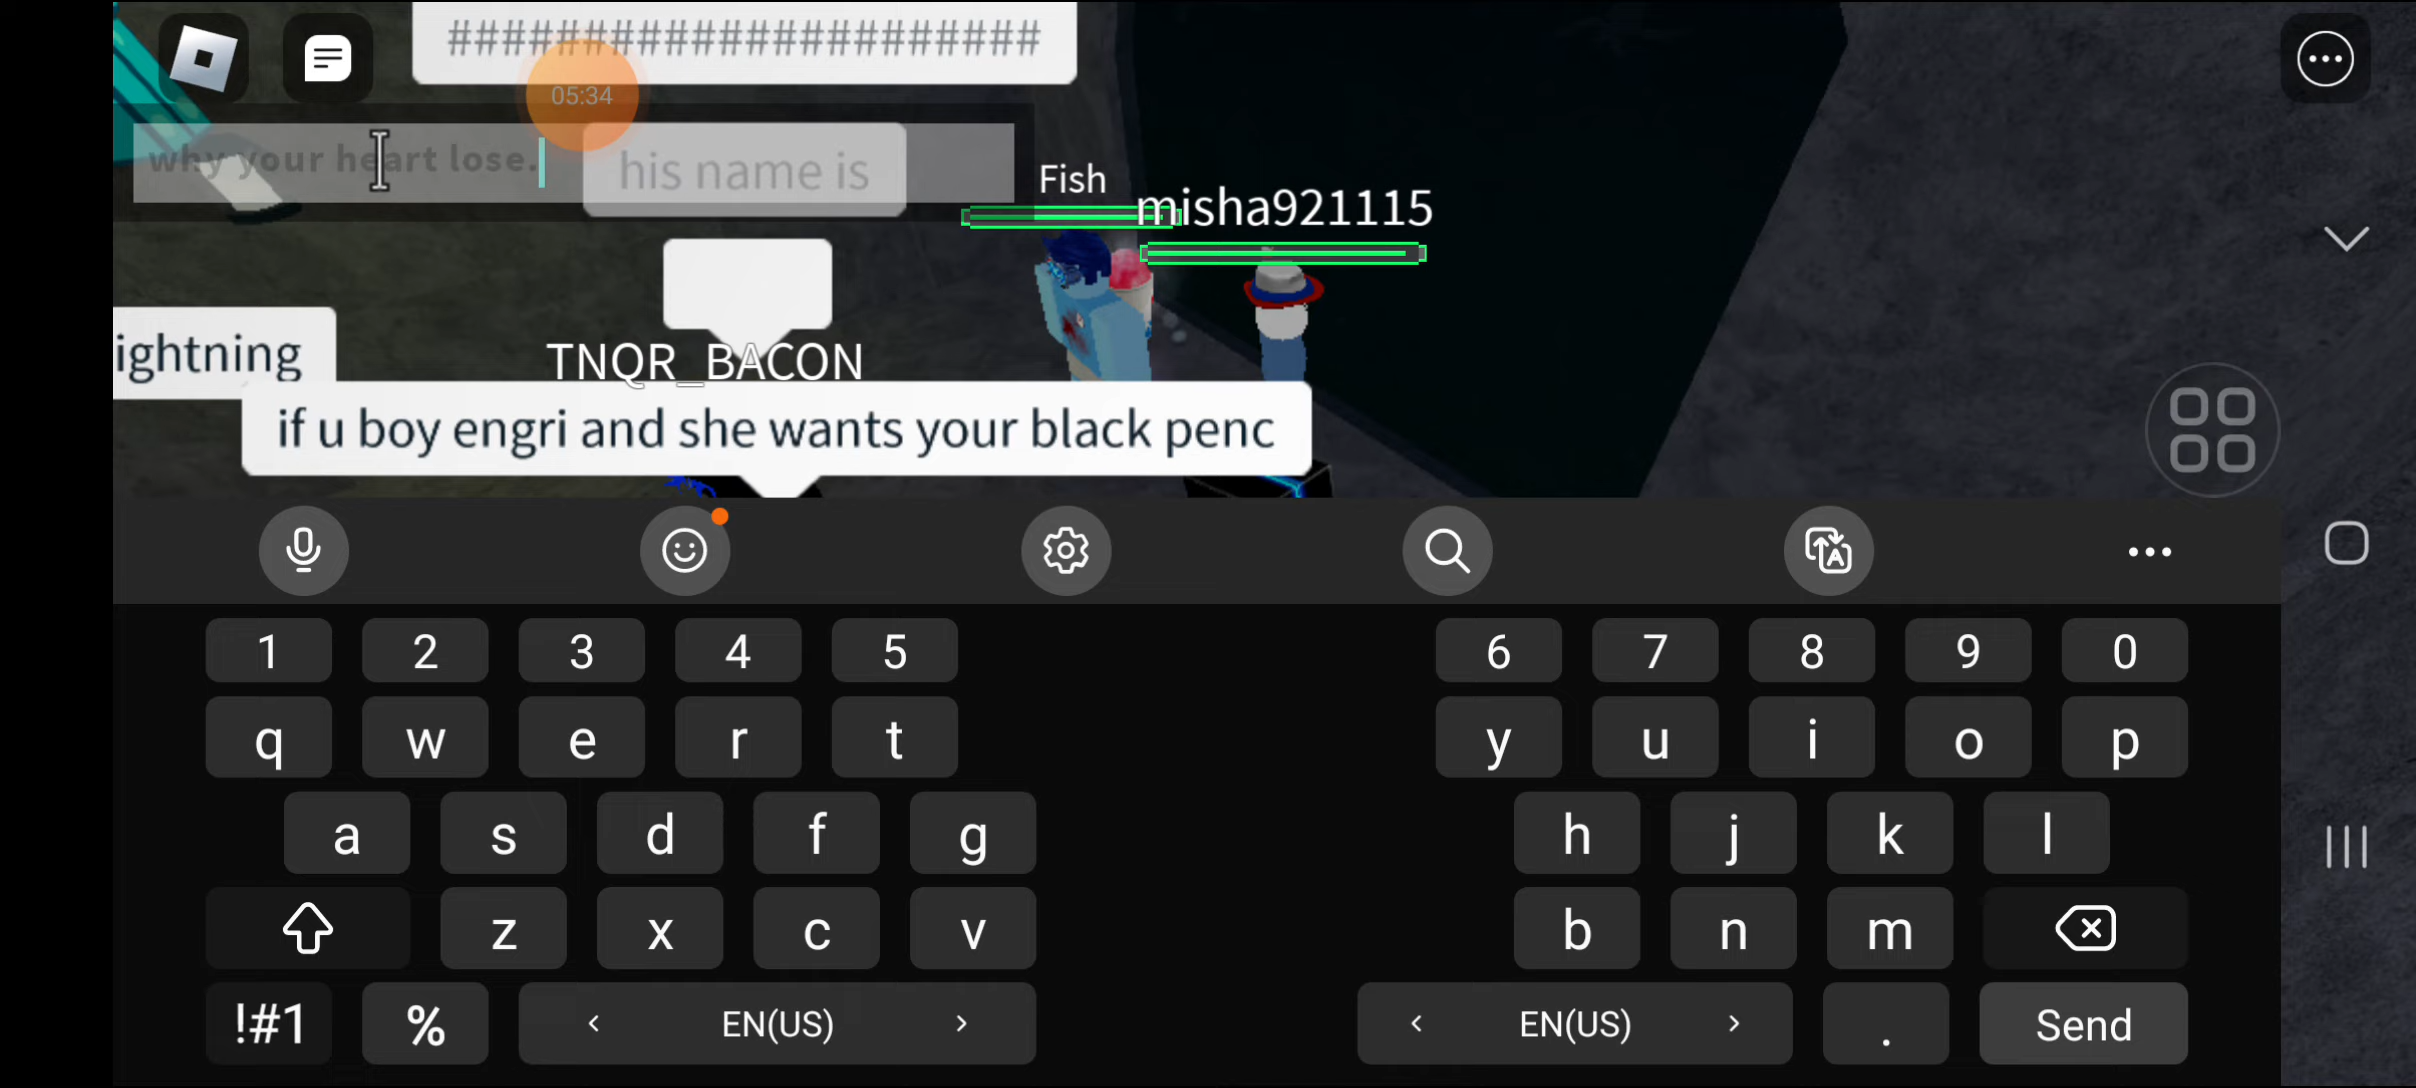 ######################
05:34
why your heart lose.
his name is
Fish
misha921115
ightning
TNQR_BACON
if u boy engri and she wants your black penc
1 2 3 4 5 6 7 8 9 0
q w e r t y u i o p
a s d f g h j k l
z x c v b n m
!#1 % < EN(US) > < EN(US) > . Send